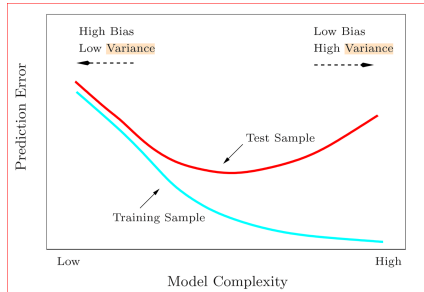 High Bias
Low Variance
Low Bias
High Variance
Prediction Error
Test Sample
Training Sample
Low
High
Model Complexity